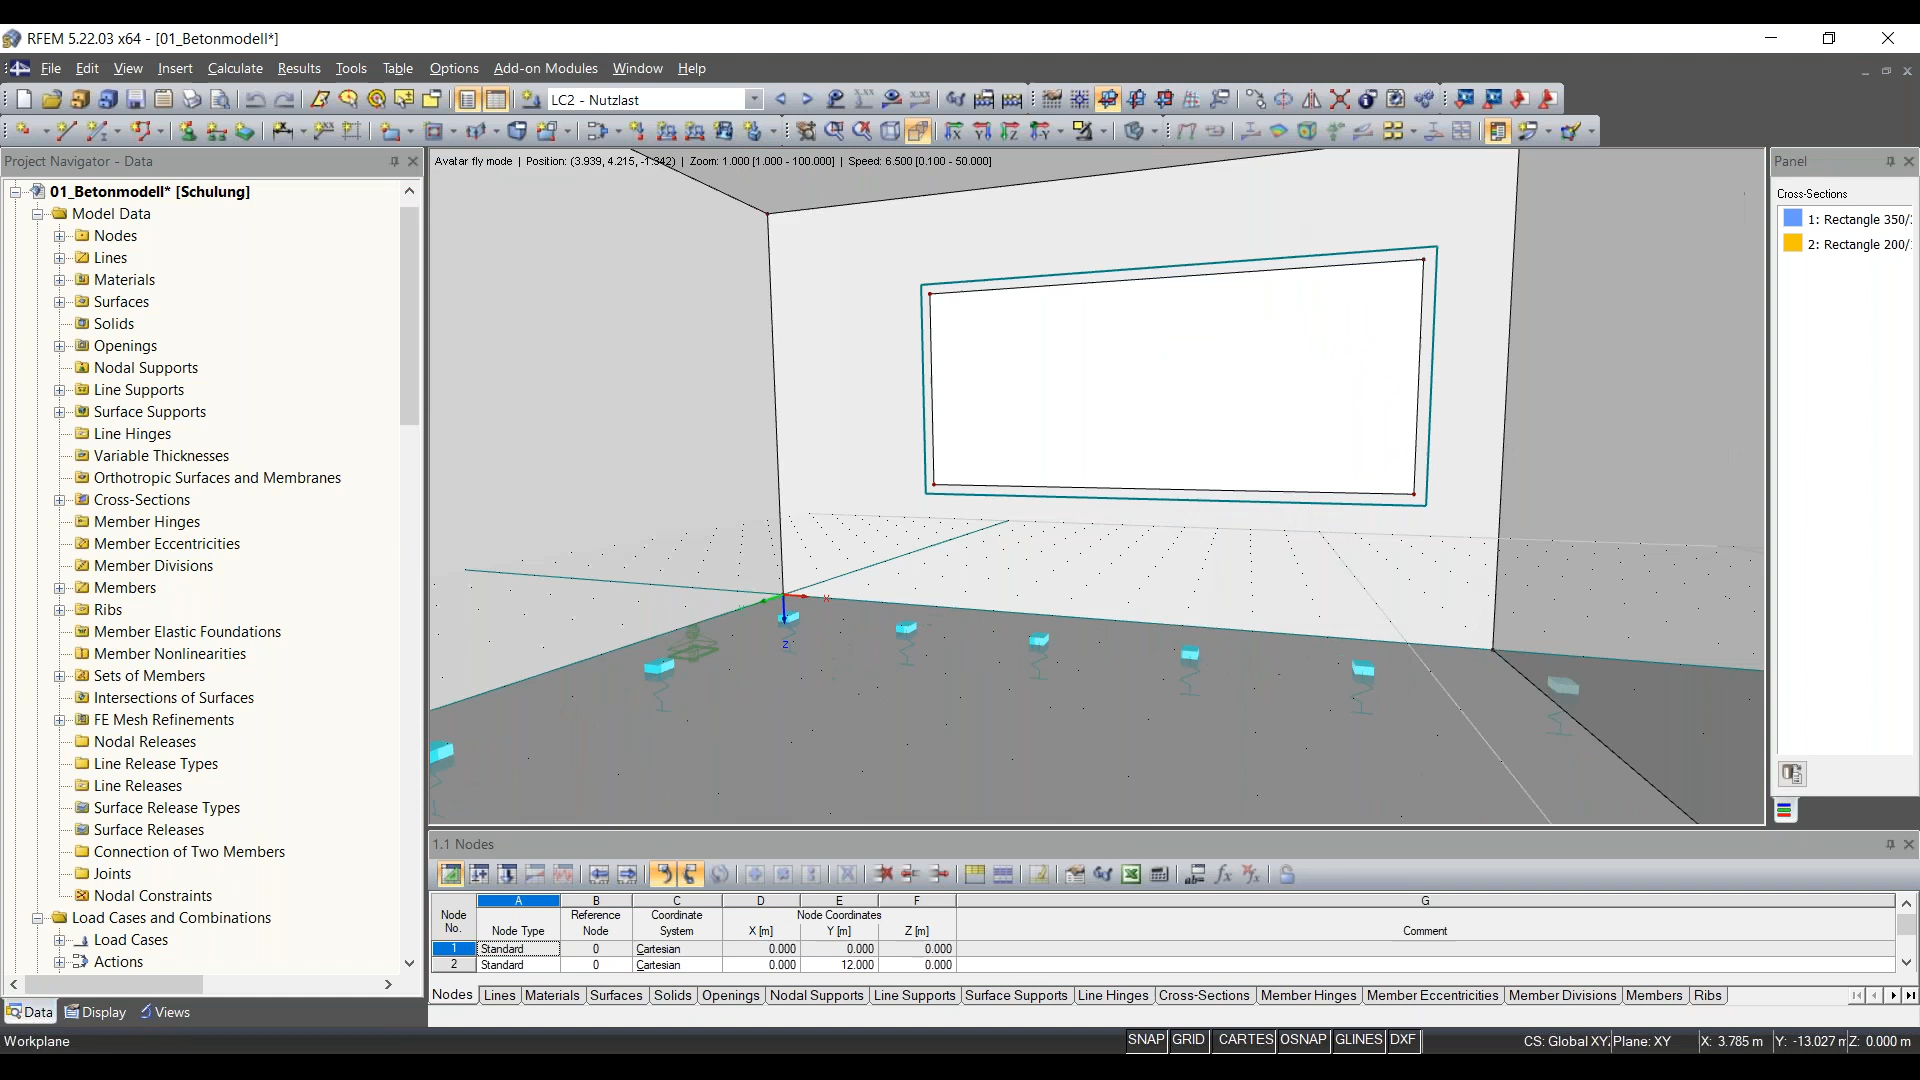 RFEM 5.22.03 x64 - [01_Betonmodell*]
File Edit View Insert Calculate Results Tools Table Options Add-on Modules Window Help
LC2 - Nutzlast
Project Navigator - Data
01_Betonmodell* [Schulung]
Model Data
Nodes
Lines
Materials
Surfaces
Solids
Openings
Nodal Supports
Line Supports
Surface Supports
Line Hinges
Variable Thicknesses
Orthotropic Surfaces and Membranes
Cross-Sections
Member Hinges
Member Eccentricities
Member Divisions
Members
Ribs
Member Elastic Foundations
Member Nonlinearities
Sets of Members
Intersections of Surfaces
FE Mesh Refinements
Nodal Releases
Line Release Types
Line Releases
Surface Release Types
Surface Releases
Connection of Two Members
Joints
Nodal Constraints
Load Cases and Combinations
Load Cases
Actions
Data Display Views
Avatar fly mode | Position: (3.939, 4.215, -1.342) | Zoom: 1.000 [1.000 - 100.000] | Speed: 6.500 [0.100 - 50.000]
X
Z
Panel
Cross-Sections
1: Rectangle 350/
2: Rectangle 200/
1.1 Nodes
A B C D E F G
Node Reference Coordinate Node Coordinates
No. Node Type Node System X [m] Y [m] Z [m] Comment
1 Standard 0 Cartesian 0.000 0.000 0.000
2 Standard 0 Cartesian 0.000 12.000 0.000
Nodes Lines Materials Surfaces Solids Openings Nodal Supports Line Supports Surface Supports Line Hinges Cross-Sections Member Hinges Member Eccentricities Member Divisions Members Ribs
Workplane
SNAP GRID CARTES OSNAP GLINES DXF CS: Global XYZ Plane: XY X: 3.785 m Y: -13.027 m Z: 0.000 m